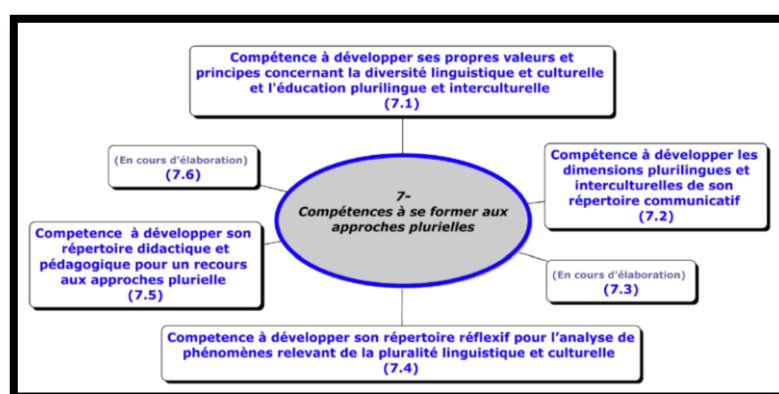 Compétence à développer ses propres valeurs et
principes concernant la diversité linguistique et culturelle
et l'éducation plurilingue et interculturelle
(7.1)
(En cours d'élaboration)
(7.6)
Compétence à développer les
dimensions plurilingues et
interculturelles de son
répertoire communicatif
(7.2)
7-
Compétences à se former aux
approches plurielles
Competence à développer son
répertoire didactique et
pédagogique pour un recours
aux approches plurielle
(7.5)
(En cours d'élaboration)
(7.3)
Competence à développer son répertoire réflexif pour l'analyse de
phénomènes relevant de la pluralité linguistique et culturelle
(7.4)